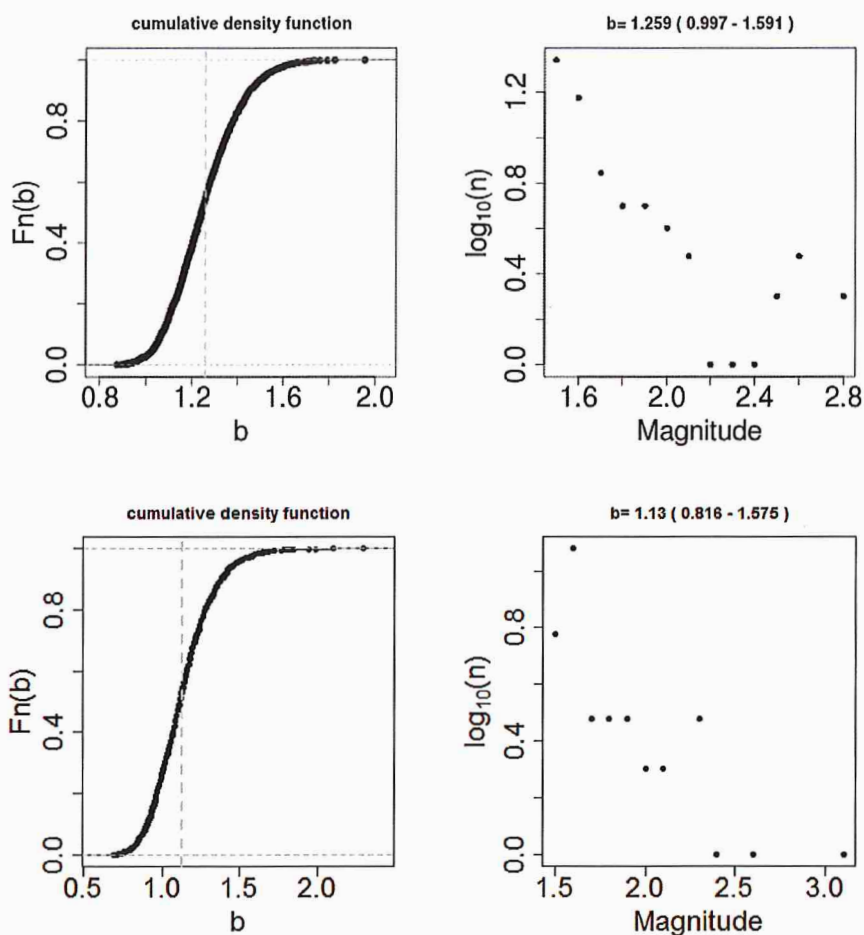 cumulative density function
Fn(b)
0.0 0.4 0.8
0.8 1.2 1.6 2.0
b
b= 1.259 ( 0.997 - 1.591 )
log10(n)
0.0 0.4 0.8 1.2
1.6 2.0 2.4 2.8
Magnitude
cumulative density function
Fn(b)
0.0 0.4 0.8
0.5 1.0 1.5 2.0
b
b= 1.13 ( 0.816 - 1.575 )
log10(n)
0.0 0.4 0.8
1.5 2.0 2.5 3.0
Magnitude